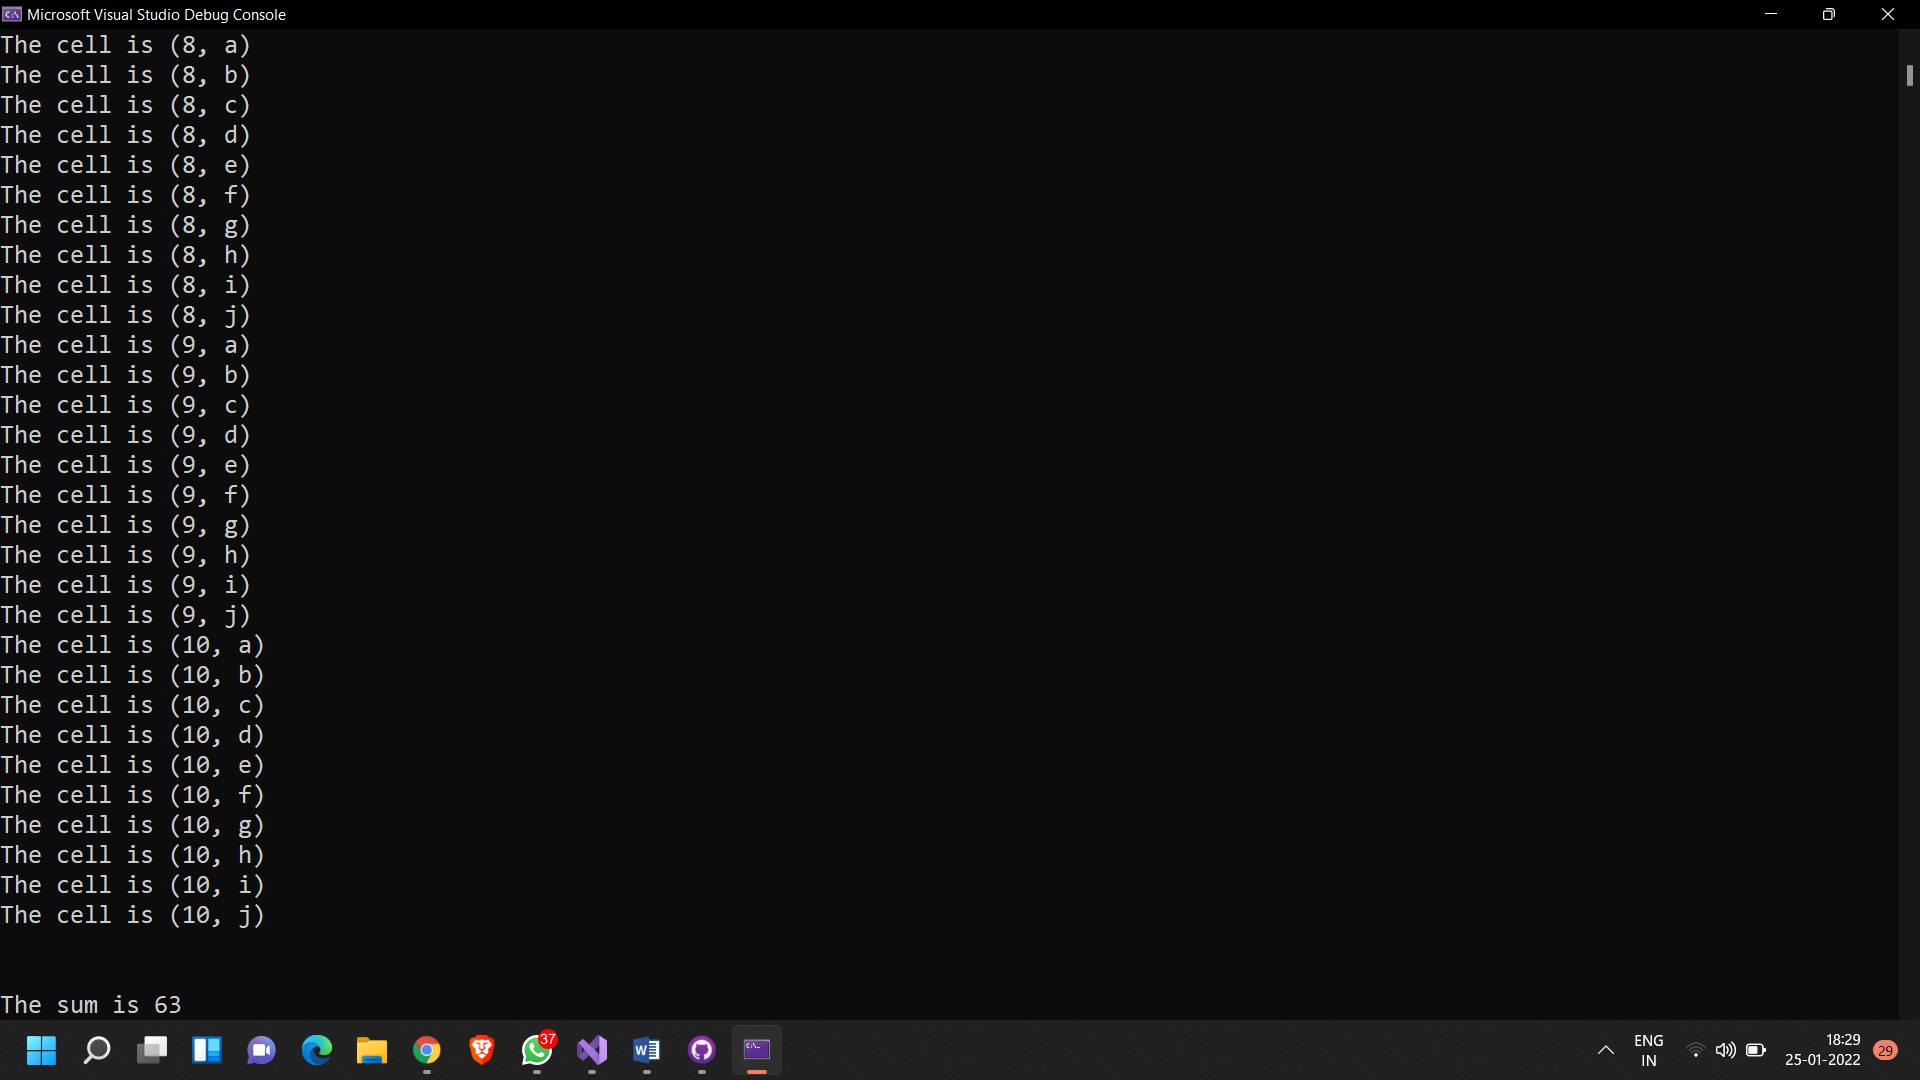 Microsoft Visual Studio Debug Console
The cell is (8, a)
The cell is (8, b)
The cell is (8, c)
The cell is (8, d)
The cell is (8, e)
The cell is (8, f)
The cell is (8, g)
The cell is (8, h)
The cell is (8, i)
The cell is (8, j)
The cell is (9, a)
The cell is (9, b)
The cell is (9, c)
The cell is (9, d)
The cell is (9, e)
The cell is (9, f)
The cell is (9, g)
The cell is (9, h)
The cell is (9, i)
The cell is (9, j)
The cell is (10, a)
The cell is (10, b)
The cell is (10, c)
The cell is (10, d)
The cell is (10, e)
The cell is (10, f)
The cell is (10, g)
The cell is (10, h)
The cell is (10, i)
The cell is (10, j)
The sum is 63
37
ENG
IN
18:29
25-01-2022
29